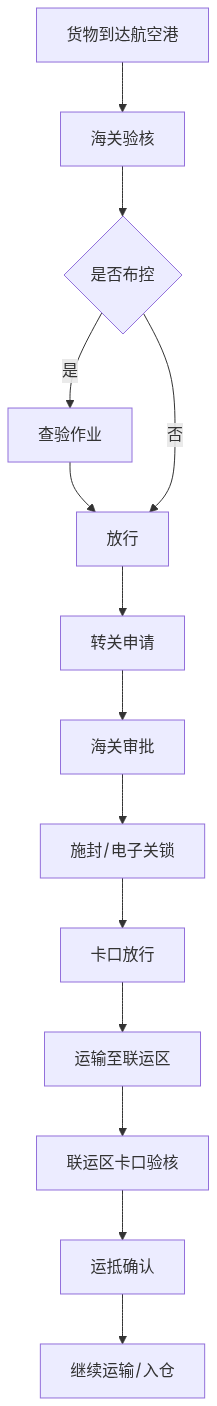 货物到达航空港
海关验核
是否布控
是
查验作业
否
放行
转关申请
海关审批
施封/电子关锁
卡口放行
运输至联运区
联运区卡口验核
运抵确认
继续运输/入仓